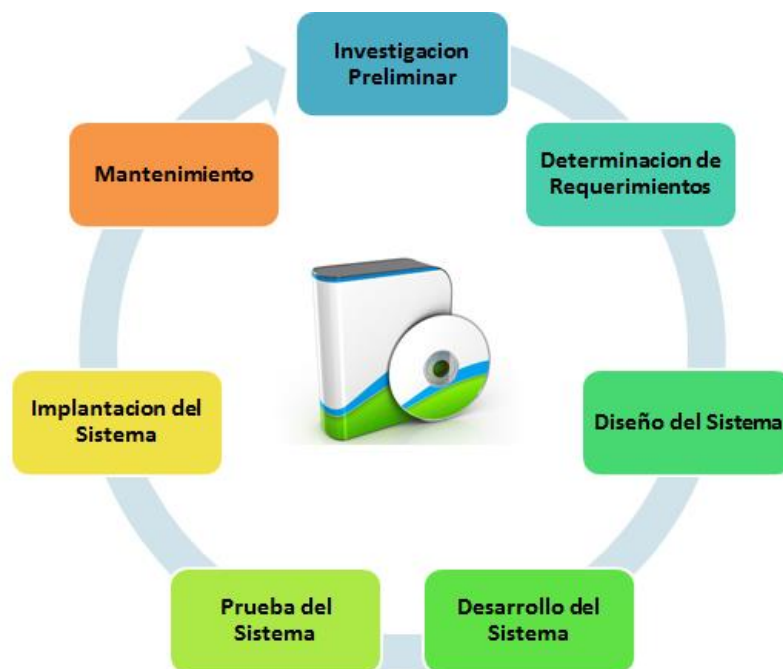 Investigacion
Preliminar
Determinacion de
Requerimientos
Diseño del Sistema
Desarrollo del
Sistema
Prueba del
Sistema
Implantacion del
Sistema
Mantenimiento